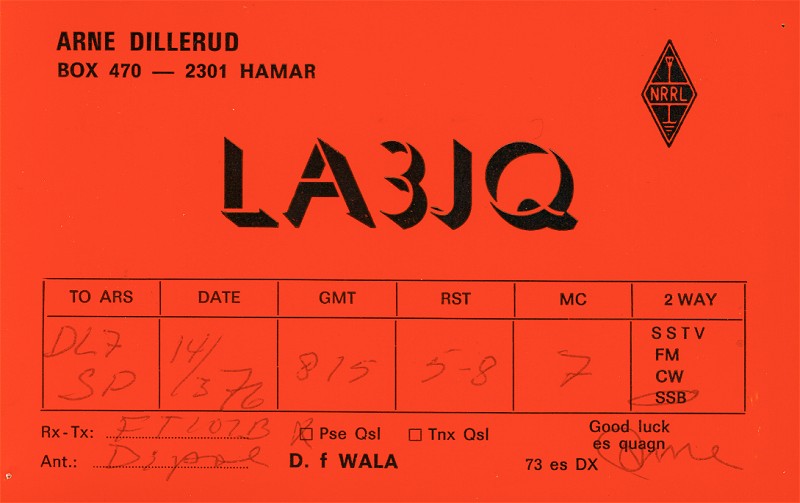 ARNE DILLERUD
BOX 470 — 2301 HAMAR
NRRL
LA3JQ
TO ARS DATE GMT RST MC 2 WAY
DL7 SP 14/3 76 815 5-8 7 SSTV
FM
CW
SSB
Rx-Tx: FT101B Pse Qsl Tnx Qsl Good luck
es quagn
Ant.: Dipole D. f WALA 73 es DX Arne